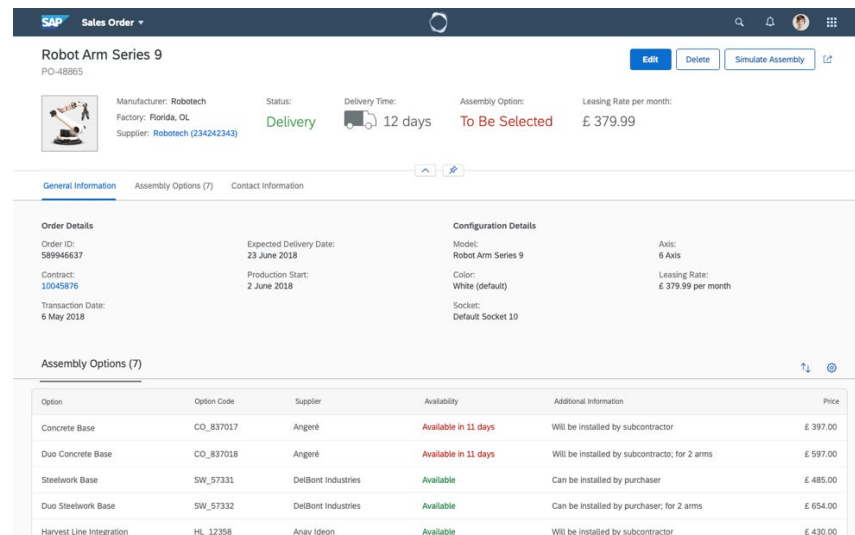 SAP Sales Order
Robot Arm Series 9
PO-48865
Edit
Delete
Simulate Assembly
Manufacturer: Robotech
Factory: Florida, OL
Supplier: Robotech (234242343)
Status:
Delivery
Delivery Time:
12 days
Assembly Option:
To Be Selected
Leasing Rate per month:
£ 379.99
General Information Assembly Options (7) Contact Information
Order Details
Order ID:
589946637
Contract:
10045876
Transaction Date:
6 May 2018
Expected Delivery Date:
23 June 2018
Production Start:
2 June 2018
Configuration Details
Model:
Robot Arm Series 9
Color:
White (default)
Socket:
Default Socket 10
Axis:
6 Axis
Leasing Rate:
£ 379.99 per month
Assembly Options (7)
Option Option Code Supplier Availability Additional Information Price
Concrete Base CO_837017 Angeré Available in 11 days Will be installed by subcontractor £ 397.00
Duo Concrete Base CO_837018 Angeré Available in 11 days Will be installed by subcontracto; for 2 arms £ 597.00
Steelwork Base SW_57331 DelBont Industries Available Can be installed by purchaser £ 485.00
Duo Steelwork Base SW_57332 DelBont Industries Available Can be installed by purchaser; for 2 arms £ 654.00
Harvest Line Integration HL_12358 Anav Ideon Available Will be installed by subcontractor £ 430.00